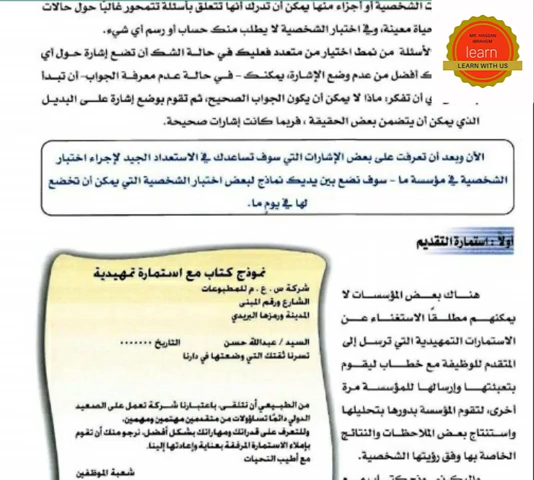 ت الشخصية أو أجزاء منها يمكن أن تدرك أنها تتعلق بأسئلة تتمحور غالبًا حول حالات
حياة معينة، وفي اختبار الشخصية لا يطلب منك حساب أو رسم أي شيء.
الأسئلة من نمط اختيار من متعدد فعليك في حالة الشك أن تضع إشارة حول أي
ك أفضل من عدم وضع الإشارة، يمكنك - في حالة عدم معرفة الجواب- أن تبدأ
أن تفكر: ماذا لا يمكن أن يكون الجواب الصحيح، ثم تقوم بوضع إشارة على البديل
الذي يمكن أن يتضمن بعض الحقيقة، فربما كانت إشارات صحيحة.
learn
LEARN WITH US
الآن وبعد أن تعرفت على بعض الإشارات التي سوف تساعدك في الاستعداد الجيد لإجراء اختبار
الشخصية في مؤسسة ما - سوف نضع بين يديك نماذج لبعض اختبار الشخصية التي يمكن أن تخضع
لها في يوم ما.
أولاً: استمارة التقديم
هناك بعض المؤسسات لا
يمكنهم مطلقًا الاستغناء عن
الاستمارات التمهيدية التي ترسل إلى
المتقدم للوظيفة مع خطاب ليقوم
بتعبئتها وإرسالها للمؤسسة مرة
أخرى، لتقوم المؤسسة بدورها بتحليلها
واستنتاج بعض الملاحظات والنتائج
الخاصة بها وفق رؤيتها الشخصية.
نموذج كتاب مع استمارة تمهيدية
شركة س . ع . م للمطبوعات
الشارع ورقم المبنى
المدينة ورمزها البريدي
السيد / عبدالله حسن التاريخ .......
تسرنا ثقتك التي وضعتها في دارنا
من الطبيعي أن نتلقى، باعتبارنا شركة تعمل على الصعيد
الدولي دائمًا تساؤلات من متقدمين مهتمين ومهمين.
وللتعرف على قدراتك ومهاراتك بشكل أفضل، نرجو منك أن تقوم
بإملاء الاستمارة المرفقة بعناية وإعادتها إلينا.
مع أطيب التحيات
شعبة الموظفين